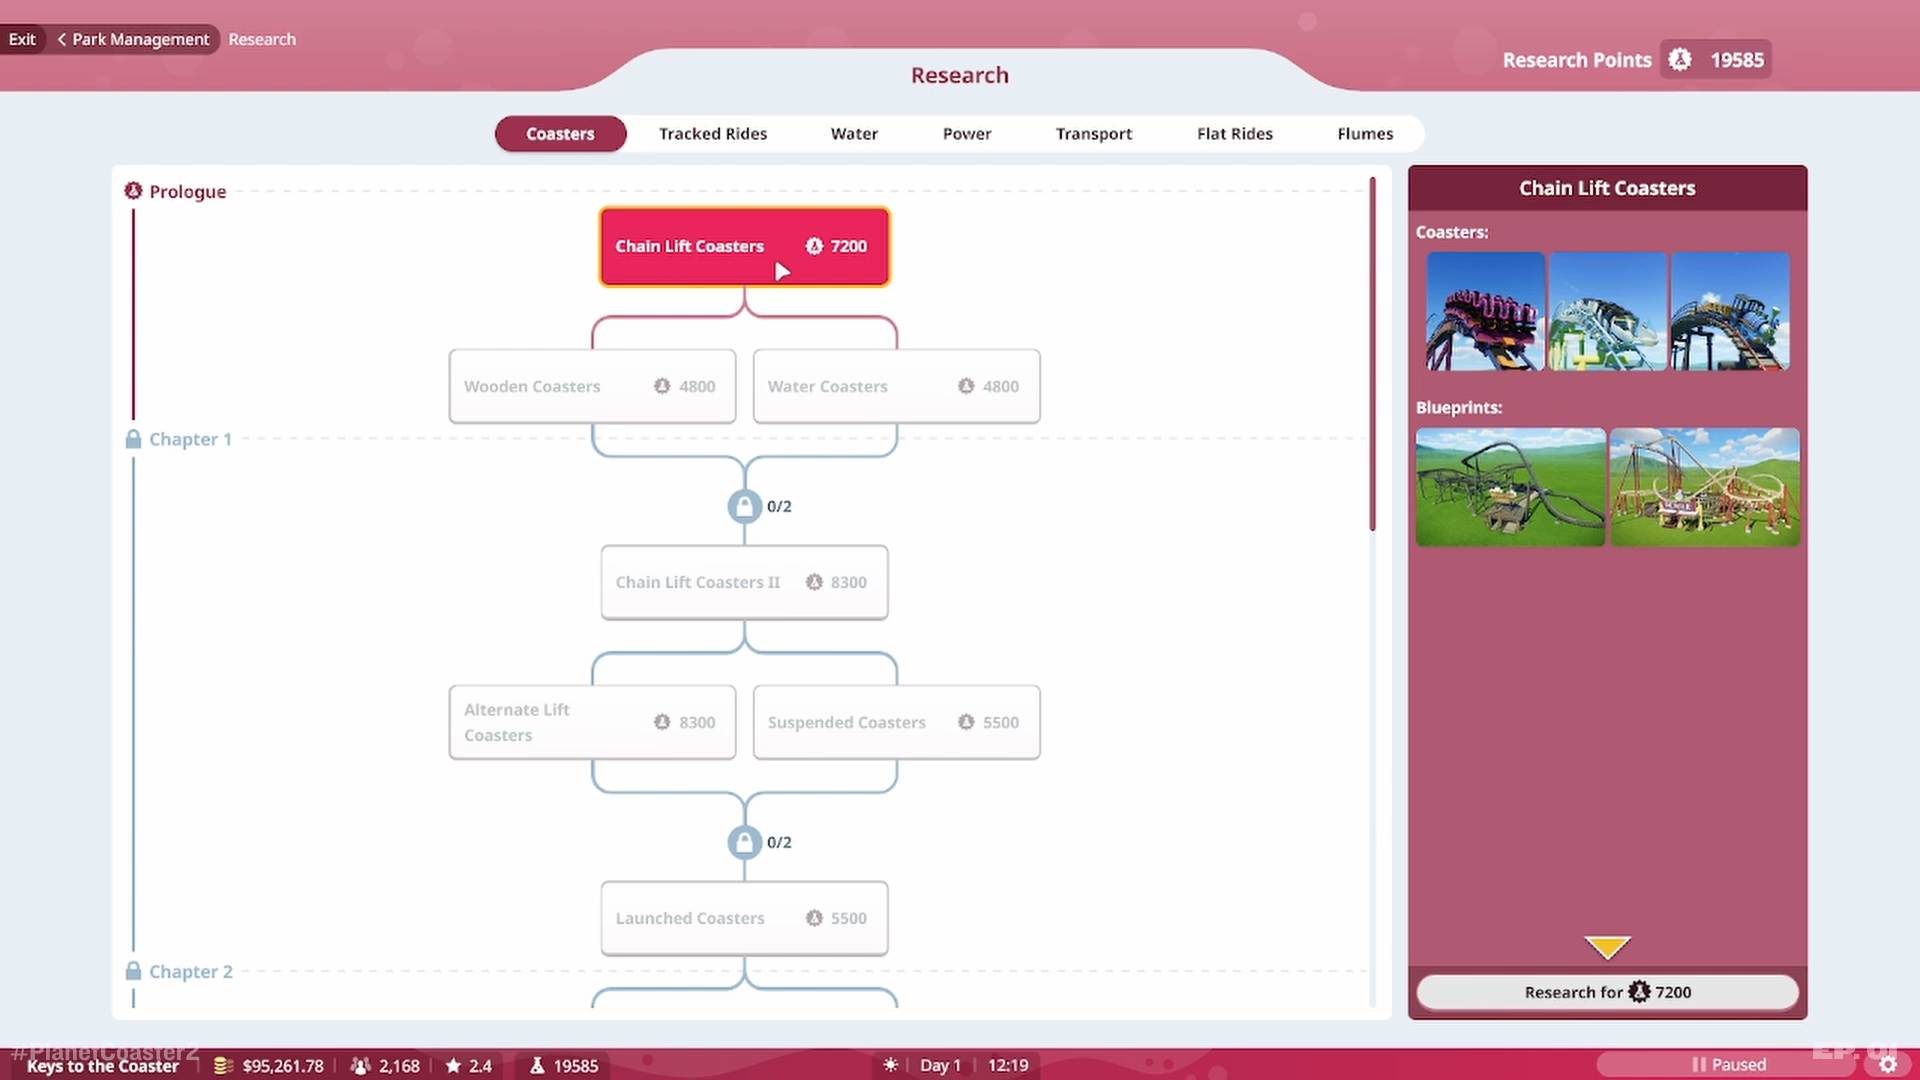 Exit
Park Management
Research
Research
Research Points 19585
Coasters
Tracked Rides
Water
Power
Transport
Flat Rides
Flumes
Prologue
Chain Lift Coasters 7200
Wooden Coasters 4800
Water Coasters 4800
Chapter 1
0/2
Chain Lift Coasters II 8300
Alternate Lift
Coasters
8300
Suspended Coasters 5500
0/2
Launched Coasters 5500
Chapter 2
Chain Lift Coasters
Coasters:
Blueprints:
Research for 7200
#PlanetCoaster2
Keys to the Coaster
$95,261.78
2,168
2.4
19585
Day 1
12:19
EP. 01
Paused